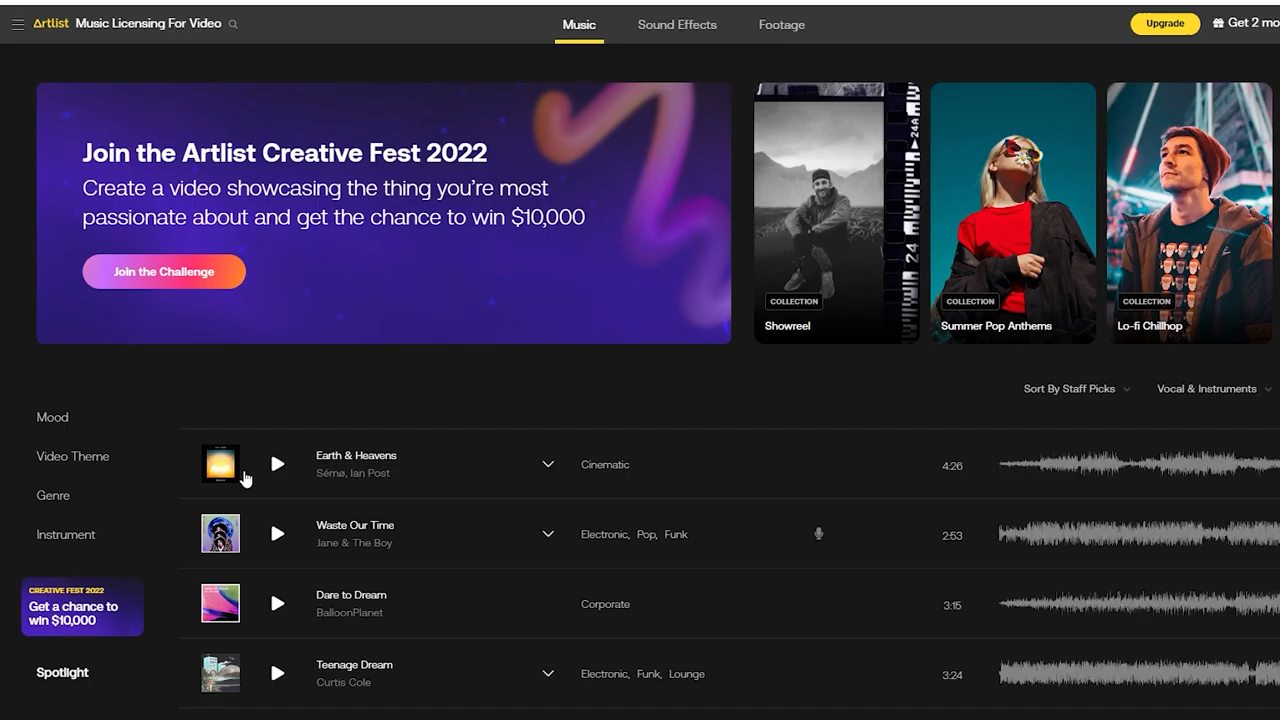 Artlist Music Licensing For Video
Music
Sound Effects
Footage
Upgrade
Get 2 mo
Join the Artlist Creative Fest 2022
Create a video showcasing the thing you're most
passionate about and get the chance to win $10,000
Join the Challenge
COLLECTION
Showreel
24A
24
COLLECTION
Summer Pop Anthems
COLLECTION
Lo-fi Chillhop
Sort By Staff Picks
Vocal & Instruments
Mood
Video Theme
Genre
Instrument
CREATIVE FEST 2022
Get a chance to
win $10,000
Spotlight
Earth & Heavens
Sémø, Ian Post
Cinematic
4:26
Waste Our Time
Jane & The Boy
Electronic, Pop, Funk
2:53
Dare to Dream
BalloonPlanet
Corporate
3:15
Teenage Dream
Curtis Cole
Electronic, Funk, Lounge
3:24